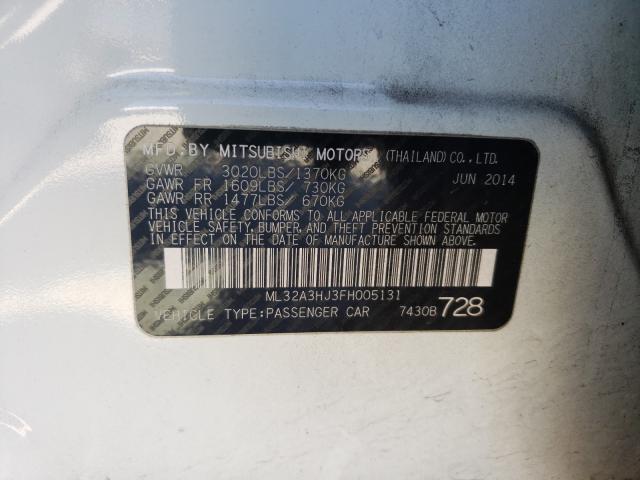 MFD.BY MITSUBISHI MOTORS (THAILAND)CO.,LTD.
GVWR 3020LBS/1370KG JUN 2014
GAWR FR 1609LBS/ 730KG
GAWR RR 1477LBS/ 670KG
THIS VEHICLE CONFORMS TO ALL APPLICABLE FEDERAL MOTOR
VEHICLE SAFETY, BUMPER, AND THEFT PREVENTION STANDARDS
IN EFFECT ON THE DATE OF MANUFACTURE SHOWN ABOVE.
ML32A3HJ3FH005131
VEHICLE TYPE:PASSENGER CAR 7430B 728